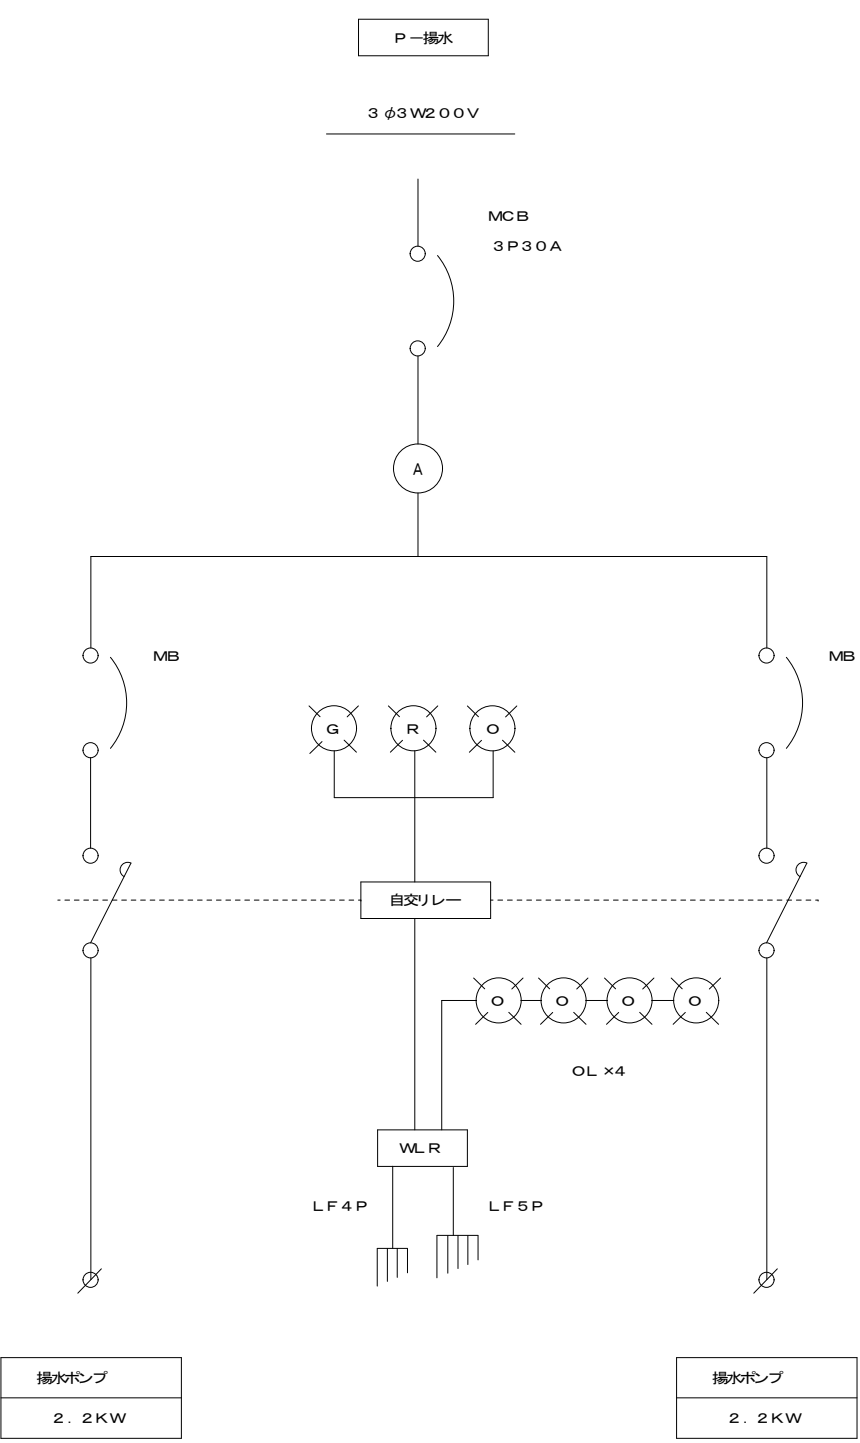 P－揚水
3φ3W200V
MCB
3P30A
A
MB
MB
G
R
O
自交リレー
O
O
O
O
OL×4
WLR
LF4P
LF5P
揚水ポンプ
2.2KW
揚水ポンプ
2.2KW